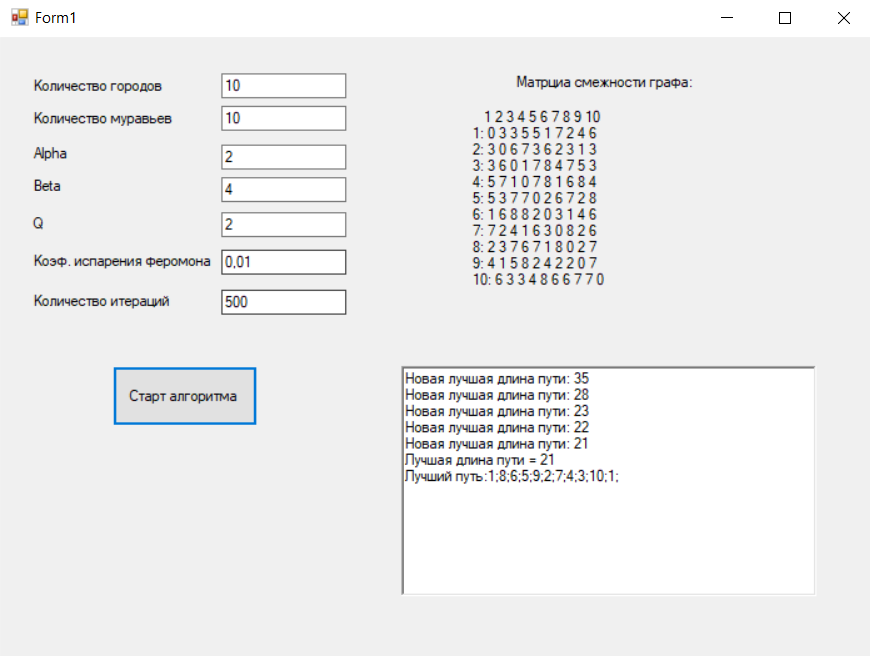 Form1
Количество городов 10
Количество муравьев 10
Alpha 2
Beta 4
Q 2
Коэф. испарения феромона 0,01
Количество итераций 500
Старт алгоритма
Матрциа смежности графа:
1 2 3 4 5 6 7 8 9 10
1: 0 3 3 5 5 1 7 2 4 6
2: 3 0 6 7 3 6 2 3 1 3
3: 3 6 0 1 7 8 4 7 5 3
4: 5 7 1 0 7 8 1 6 8 4
5: 5 3 7 7 0 2 6 7 2 8
6: 1 6 8 8 2 0 3 1 4 6
7: 7 2 4 1 6 3 0 8 2 6
8: 2 3 7 6 7 1 8 0 2 7
9: 4 1 5 8 2 4 2 2 0 7
10: 6 3 3 4 8 6 6 7 7 0
Новая лучшая длина пути: 35
Новая лучшая длина пути: 28
Новая лучшая длина пути: 23
Новая лучшая длина пути: 22
Новая лучшая длина пути: 21
Лучшая длина пути = 21
Лучший путь:1;8;6;5;9;2;7;4;3;10;1;